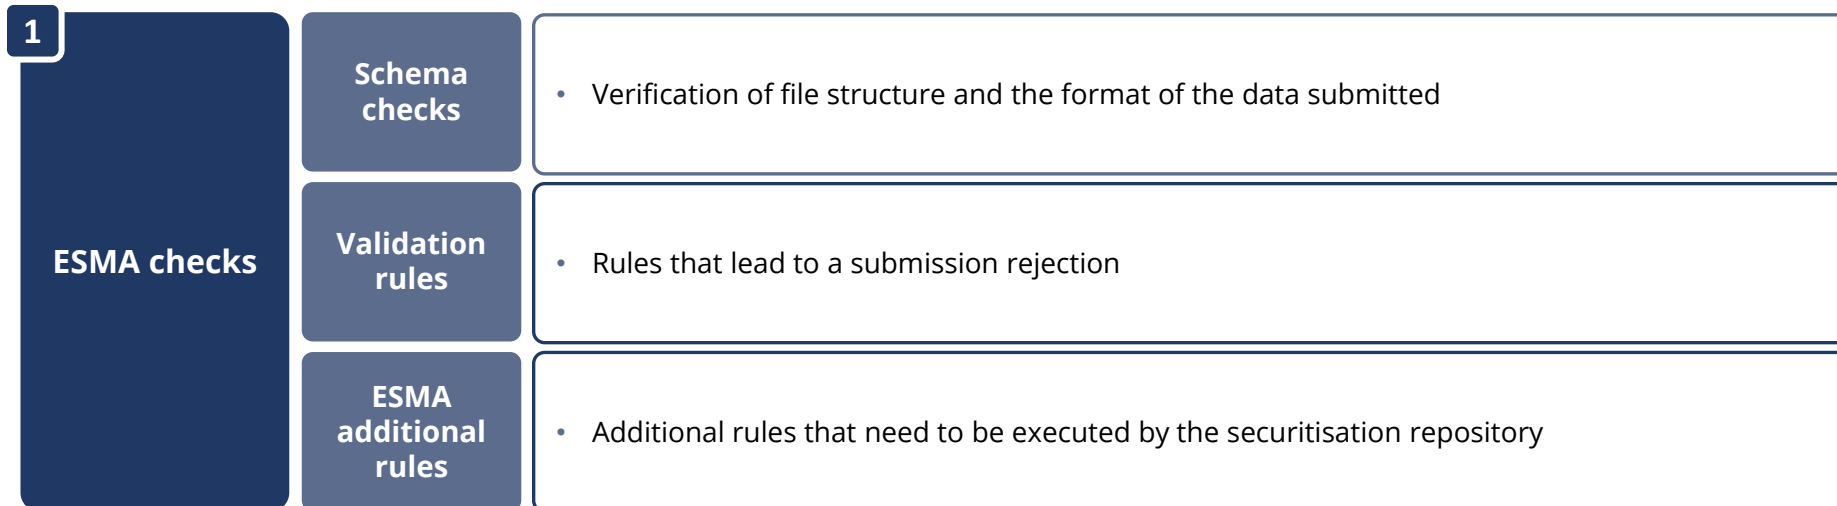 1
ESMA checks
Schema
checks
• Verification of file structure and the format of the data submitted
Validation
rules
• Rules that lead to a submission rejection
ESMA
additional
rules
• Additional rules that need to be executed by the securitisation repository